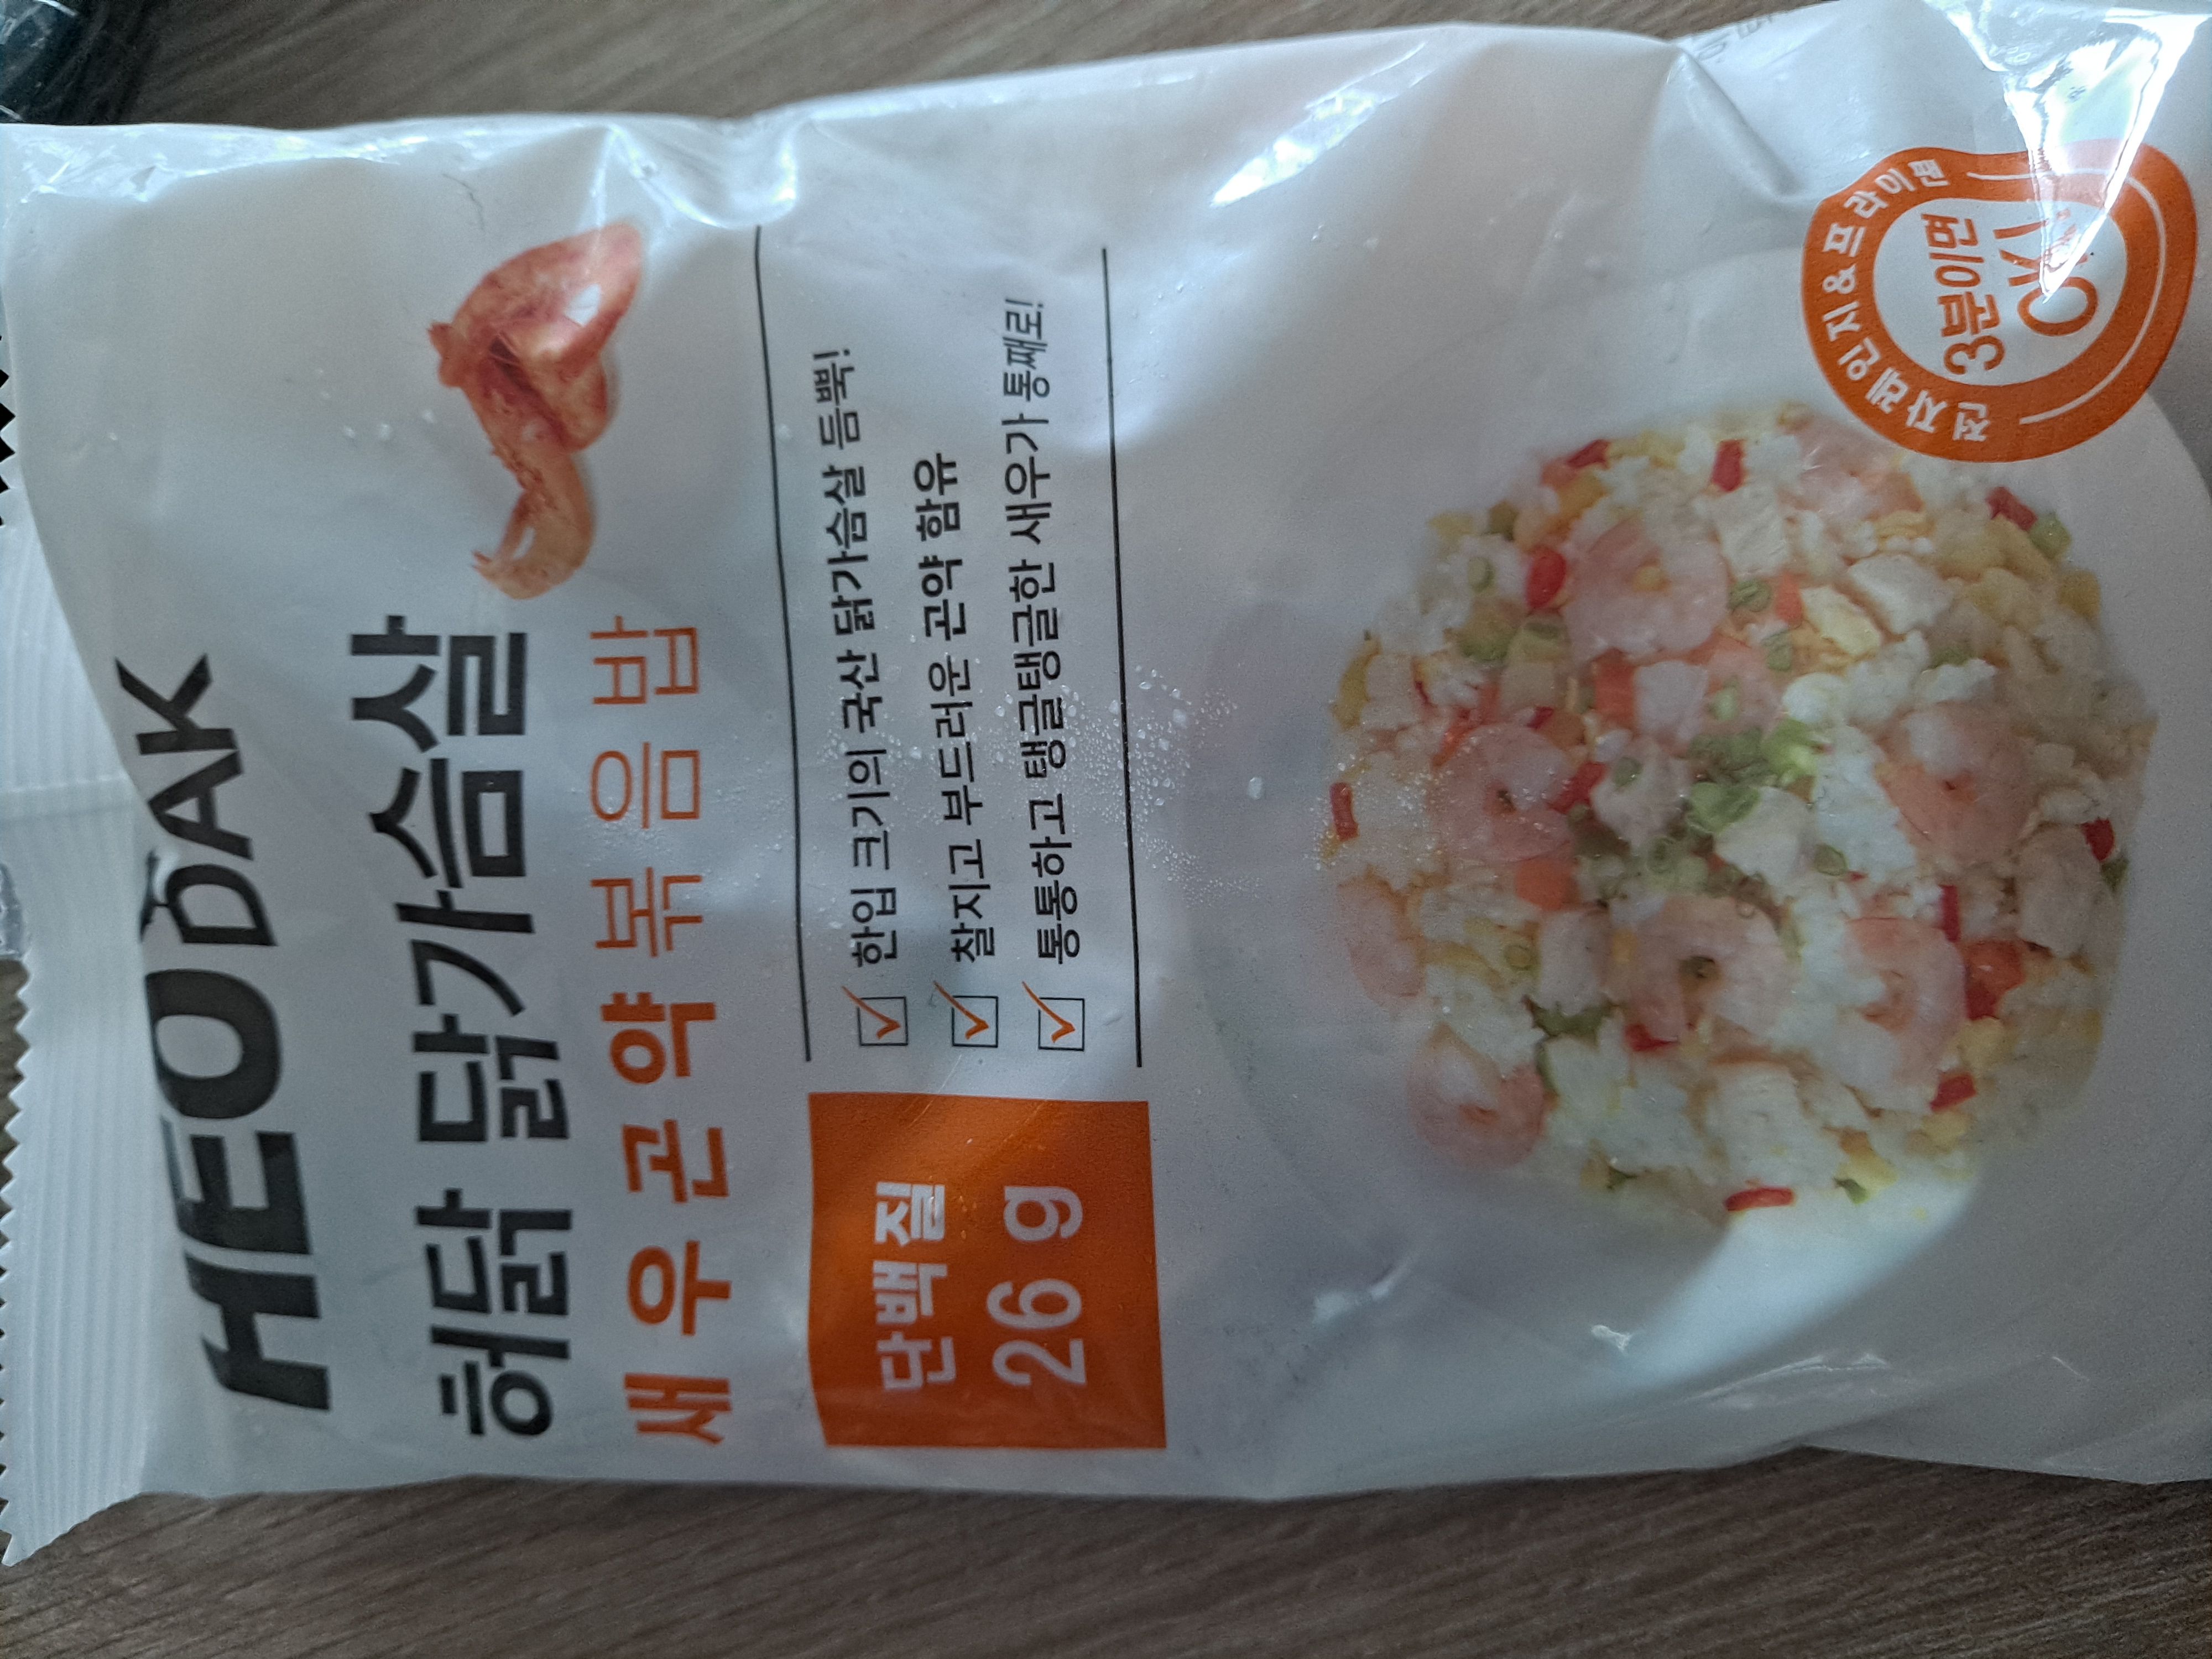 HEO DAK
허닭 닭가슴살
새우곤약볶음밥
단백질
26 g
한입 크기의 국산 닭가슴살 듬뿍!
찰지고 부드러운 곤약 함유
통통하고 탱글탱글한 새우가 통째로!
전자레인지&프라이팬
3분이면
OK!